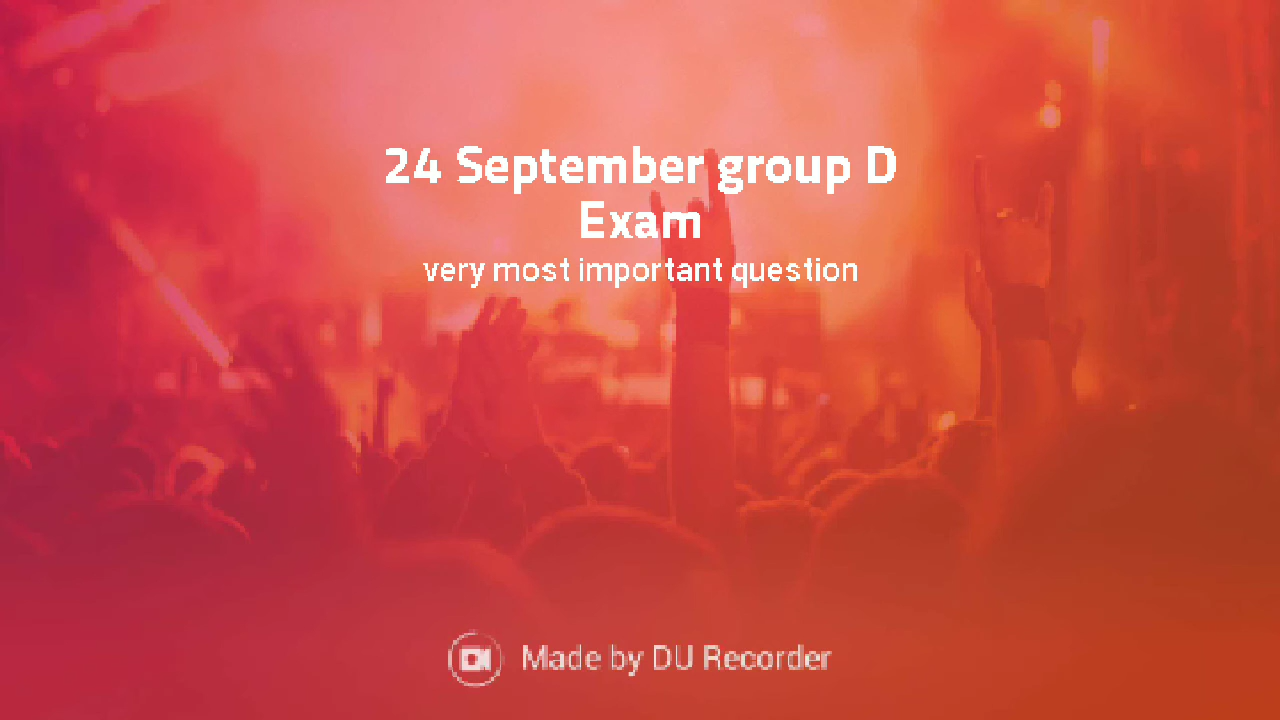 24 September group D
Exam
very most important question
Made by DU Recorder